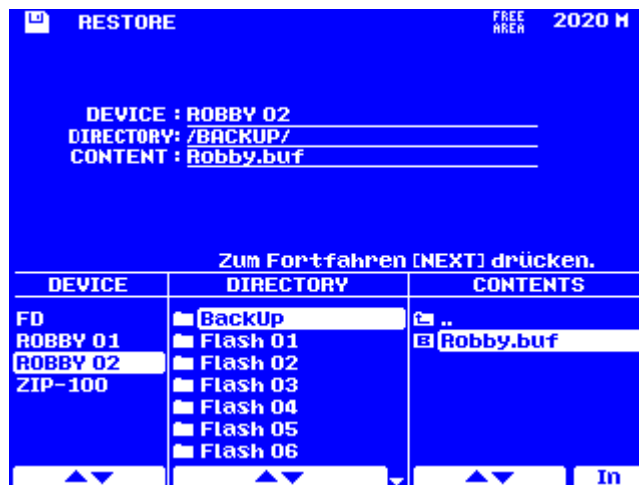 RESTORE FREE AREA 2020 M
DEVICE : ROBBY 02
DIRECTORY: /BACKUP/
CONTENT : Robby.buf
Zum Fortfahren [NEXT] drücken.
DEVICE DIRECTORY CONTENTS
FD BackUp ..
ROBBY 01 Flash 01 Robby.buf
ROBBY 02 Flash 02
ZIP-100 Flash 03
Flash 04
Flash 05
Flash 06
In